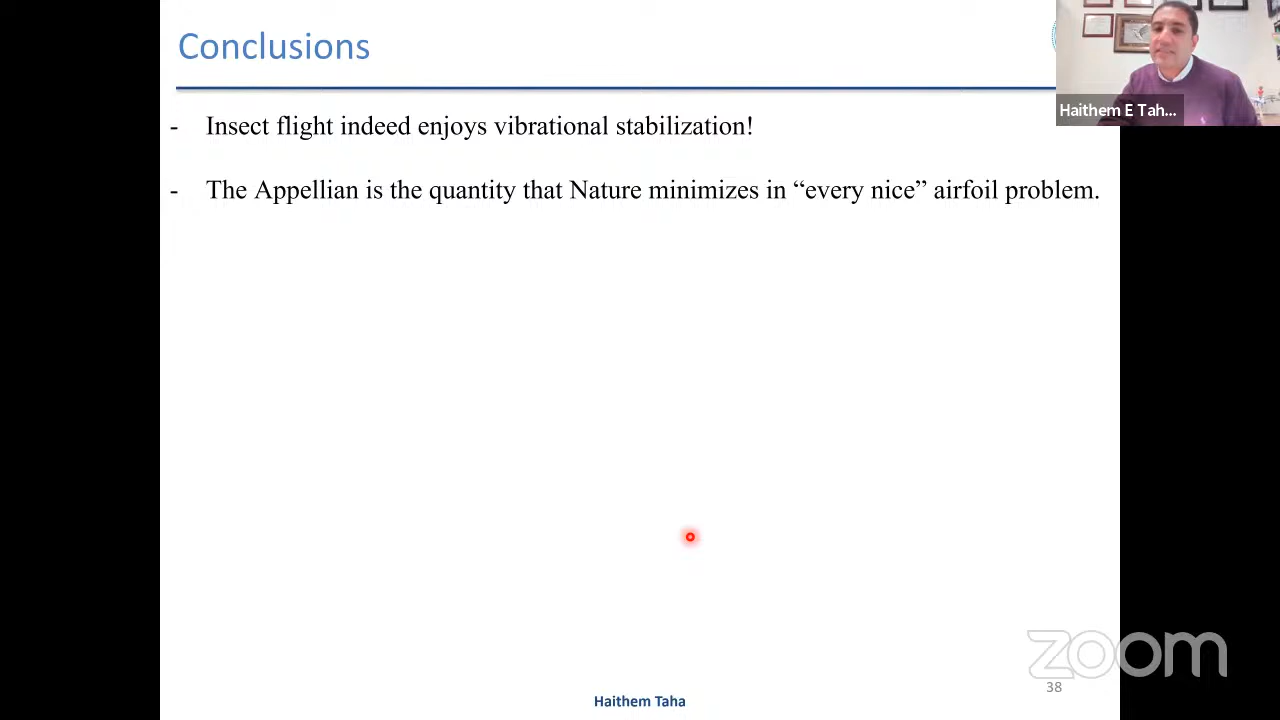 Conclusions
Haithem E Tah...
- Insect flight indeed enjoys vibrational stabilization!
- The Appellian is the quantity that Nature minimizes in “every nice” airfoil problem.
zoom
38
Haithem Taha